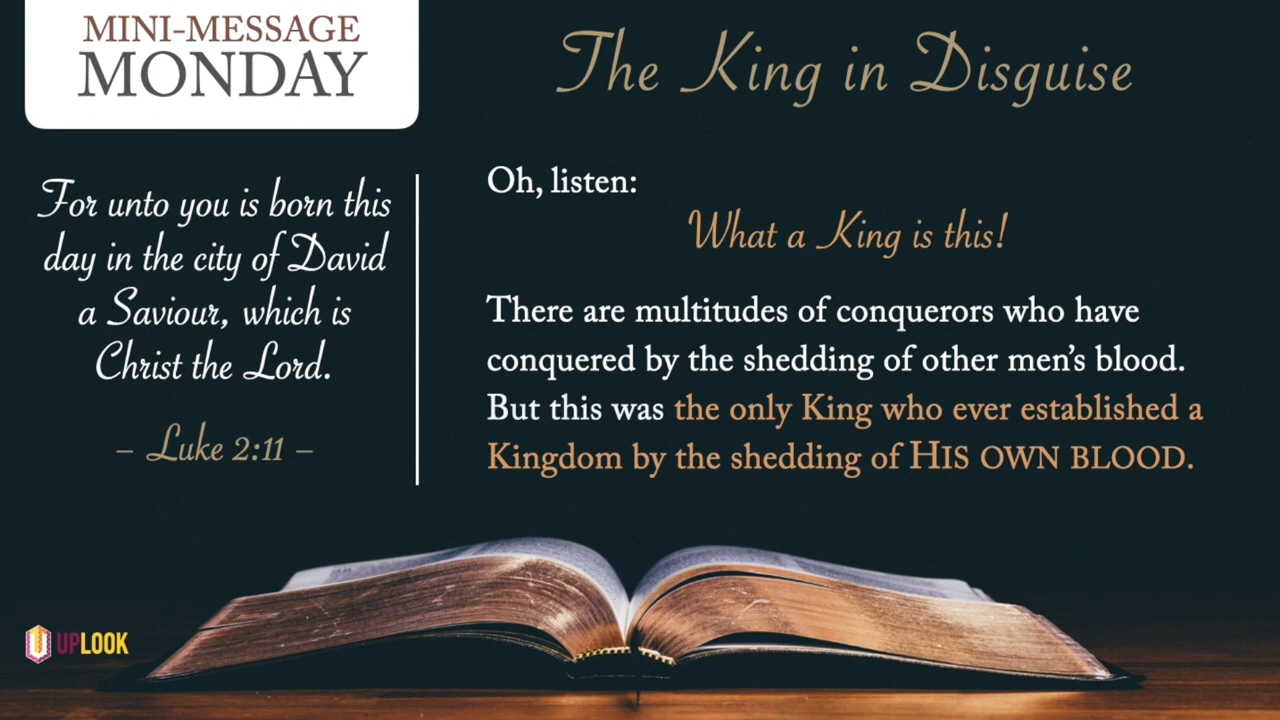 MINI-MESSAGE
MONDAY
The King in Disguise
For unto you is born this
day in the city of David
a Saviour, which is
Christ the Lord.
– Luke 2:11 –
Oh, listen:
What a King is this!
There are multitudes of conquerors who have
conquered by the shedding of other men’s blood.
But this was the only King who ever established a
Kingdom by the shedding of HIS OWN BLOOD.
UPLOOK